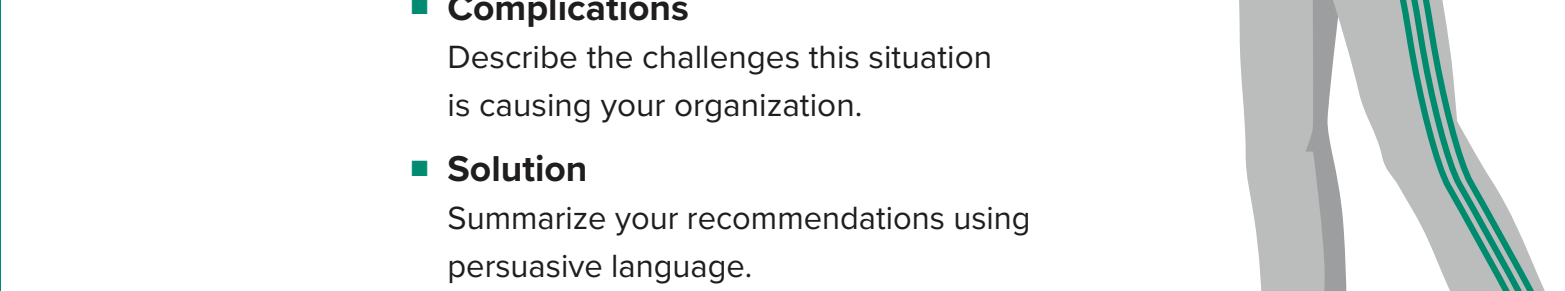 Complications
Describe the challenges this situation
is causing your organization.
Solution
Summarize your recommendations using
persuasive language.